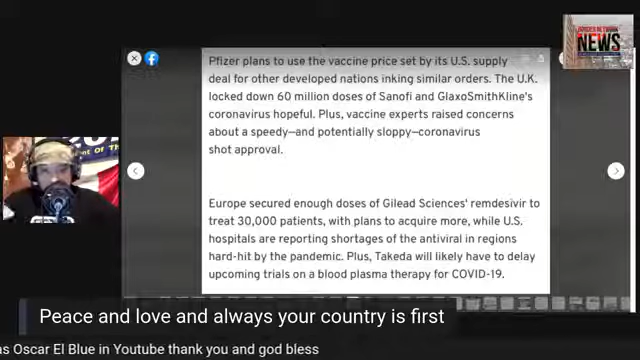 NEWS
Pfizer plans to use the vaccine price set by its U.S. supply
deal for other developed nations inking similar orders. The U.K.
locked down 60 million doses of Sanofi and GlaxoSmithKline's
coronavirus hopeful. Plus, vaccine experts raised concerns
about a speedy—and potentially sloppy—coronavirus
shot approval.
Europe secured enough doses of Gilead Sciences' remdesivir to
treat 30,000 patients, with plans to acquire more, while U.S.
hospitals are reporting shortages of the antiviral in regions
hard-hit by the pandemic. Plus, Takeda will likely have to delay
upcoming trials on a blood plasma therapy for COVID-19.
Peace and love and always your country is first
as Oscar El Blue in Youtube thank you and god bless